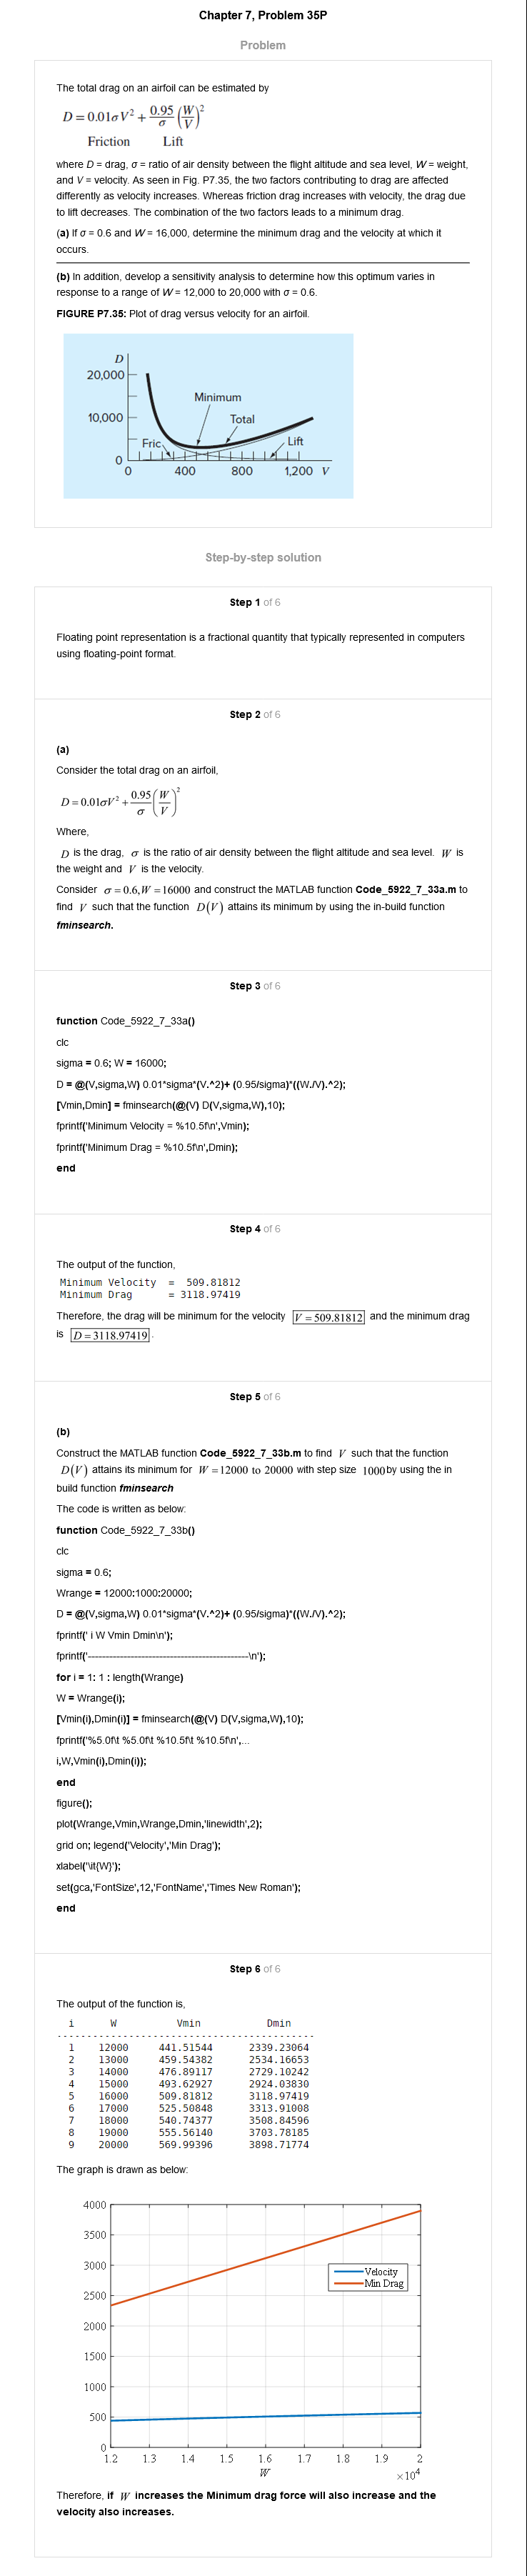 Chapter 7, Problem 35P
Problem
The total drag on an airfoil can be estimated by
D = 0.01σV² + 0.95/σ (W/V)²
Friction Lift
where D = drag, σ = ratio of air density between the flight altitude and sea level, W = weight,
and V = velocity. As seen in Fig. P7.35, the two factors contributing to drag are affected
differently as velocity increases. Whereas friction drag increases with velocity, the drag due
to lift decreases. The combination of the two factors leads to a minimum drag.
(a) If σ = 0.6 and W = 16,000, determine the minimum drag and the velocity at which it
occurs.
(b) In addition, develop a sensitivity analysis to determine how this optimum varies in
response to a range of W = 12,000 to 20,000 with σ = 0.6.
FIGURE P7.35: Plot of drag versus velocity for an airfoil.
D
20,000
Minimum
10,000
Total
Fric
Lift
0
0 400 800 1,200 V
Step-by-step solution
Step 1 of 6
Floating point representation is a fractional quantity that typically represented in computers
using floating-point format.
Step 2 of 6
(a)
Consider the total drag on an airfoil,
D = 0.01σV² + 0.95/σ (W/V)²
Where,
D is the drag, σ is the ratio of air density between the flight altitude and sea level. W is
the weight and V is the velocity.
Consider σ = 0.6, W = 16000 and construct the MATLAB function Code_5922_7_33a.m to
find V such that the function D(V) attains its minimum by using the in-build function
fminsearch.
Step 3 of 6
function Code_5922_7_33a()
clc
sigma = 0.6; W = 16000;
D = @(V,sigma,W) 0.01*sigma*(V.^2)+ (0.95/sigma)*((W./V).^2);
[Vmin,Dmin] = fminsearch(@(V) D(V,sigma,W),10);
fprintf('Minimum Velocity = %10.5f\n',Vmin);
fprintf('Minimum Drag = %10.5f\n',Dmin);
end
Step 4 of 6
The output of the function,
Minimum Velocity = 509.81812
Minimum Drag = 3118.97419
Therefore, the drag will be minimum for the velocity V = 509.81812 and the minimum drag
is D = 3118.97419.
Step 5 of 6
(b)
Construct the MATLAB function Code_5922_7_33b.m to find V such that the function
D(V) attains its minimum for W = 12000 to 20000 with step size 1000 by using the in
build function fminsearch
The code is written as below:
function Code_5922_7_33b()
clc
sigma = 0.6;
Wrange = 12000:1000:20000;
D = @(V,sigma,W) 0.01*sigma*(V.^2)+ (0.95/sigma)*((W./V).^2);
fprintf(' i W Vmin Dmin\n');
fprintf('---------------------------------------------\n');
for i = 1: 1 : length(Wrange)
W = Wrange(i);
[Vmin(i),Dmin(i)] = fminsearch(@(V) D(V,sigma,W),10);
fprintf('%5.0f\t %5.0f\t %10.5f\t %10.5f\n',...
i,W,Vmin(i),Dmin(i));
end
figure();
plot(Wrange,Vmin,Wrange,Dmin,'linewidth',2);
grid on; legend('Velocity','Min Drag');
xlabel('\it{W}');
set(gca,'FontSize',12,'FontName','Times New Roman');
end
Step 6 of 6
The output of the function is,
i W Vmin Dmin
---------------------------------------------
1 12000 441.51544 2339.23064
2 13000 459.54382 2534.16653
3 14000 476.89117 2729.10242
4 15000 493.62927 2924.03830
5 16000 509.81812 3118.97419
6 17000 525.50848 3313.91008
7 18000 540.74377 3508.84596
8 19000 555.56140 3703.78185
9 20000 569.99396 3898.71774
The graph is drawn as below:
4000
3500
3000
2500
2000
1500
1000
500
0
Velocity
Min Drag
1.2 1.3 1.4 1.5 1.6 1.7 1.8 1.9 2
W
×10⁴
Therefore, if W increases the Minimum drag force will also increase and the
velocity also increases.